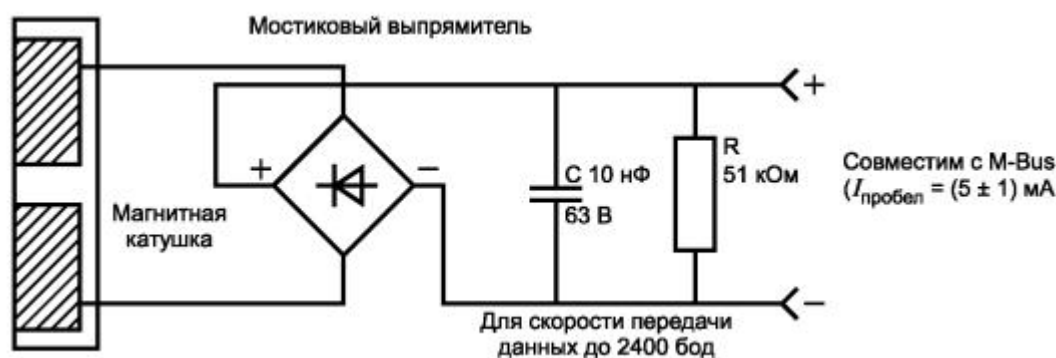 Мостиковый выпрямитель
+
+
−
C 10 нФ
63 В
R
51 кОм
Совместим с M-Bus
(Iпробел = (5 ± 1) мА
Магнитная
катушка
−
Для скорости передачи
данных до 2400 бод